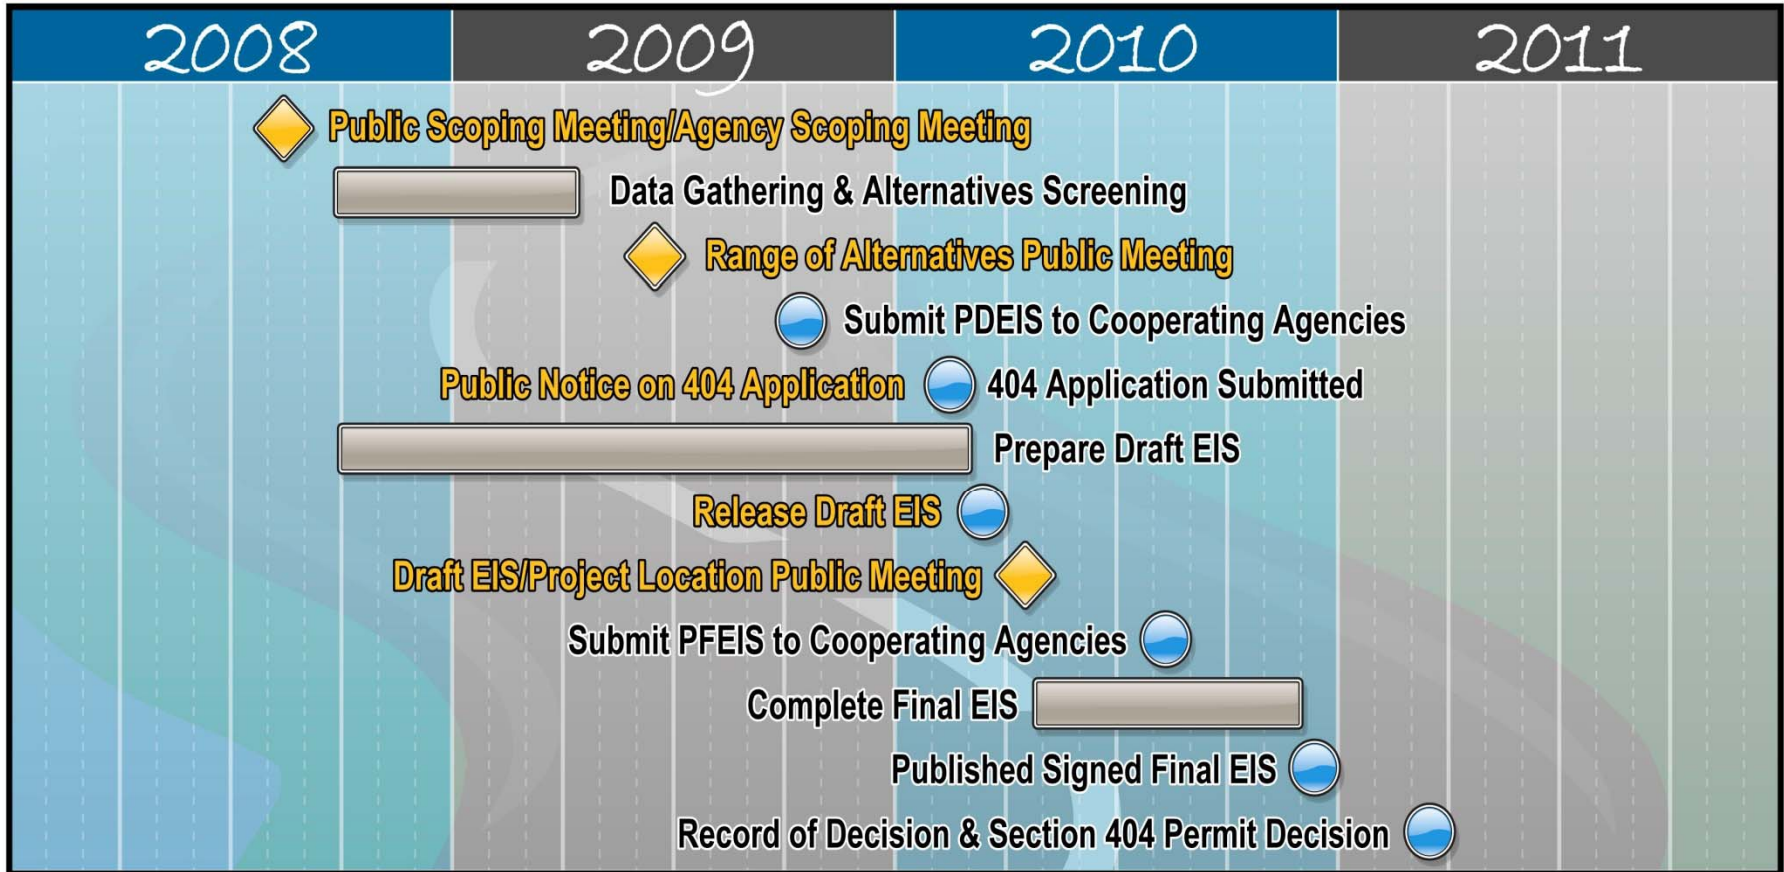 2008 2009 2010 2011
Public Scoping Meeting/Agency Scoping Meeting
Data Gathering & Alternatives Screening
Range of Alternatives Public Meeting
Submit PDEIS to Cooperating Agencies
Public Notice on 404 Application 404 Application Submitted
Prepare Draft EIS
Release Draft EIS
Draft EIS/Project Location Public Meeting
Submit PFEIS to Cooperating Agencies
Complete Final EIS
Published Signed Final EIS
Record of Decision & Section 404 Permit Decision